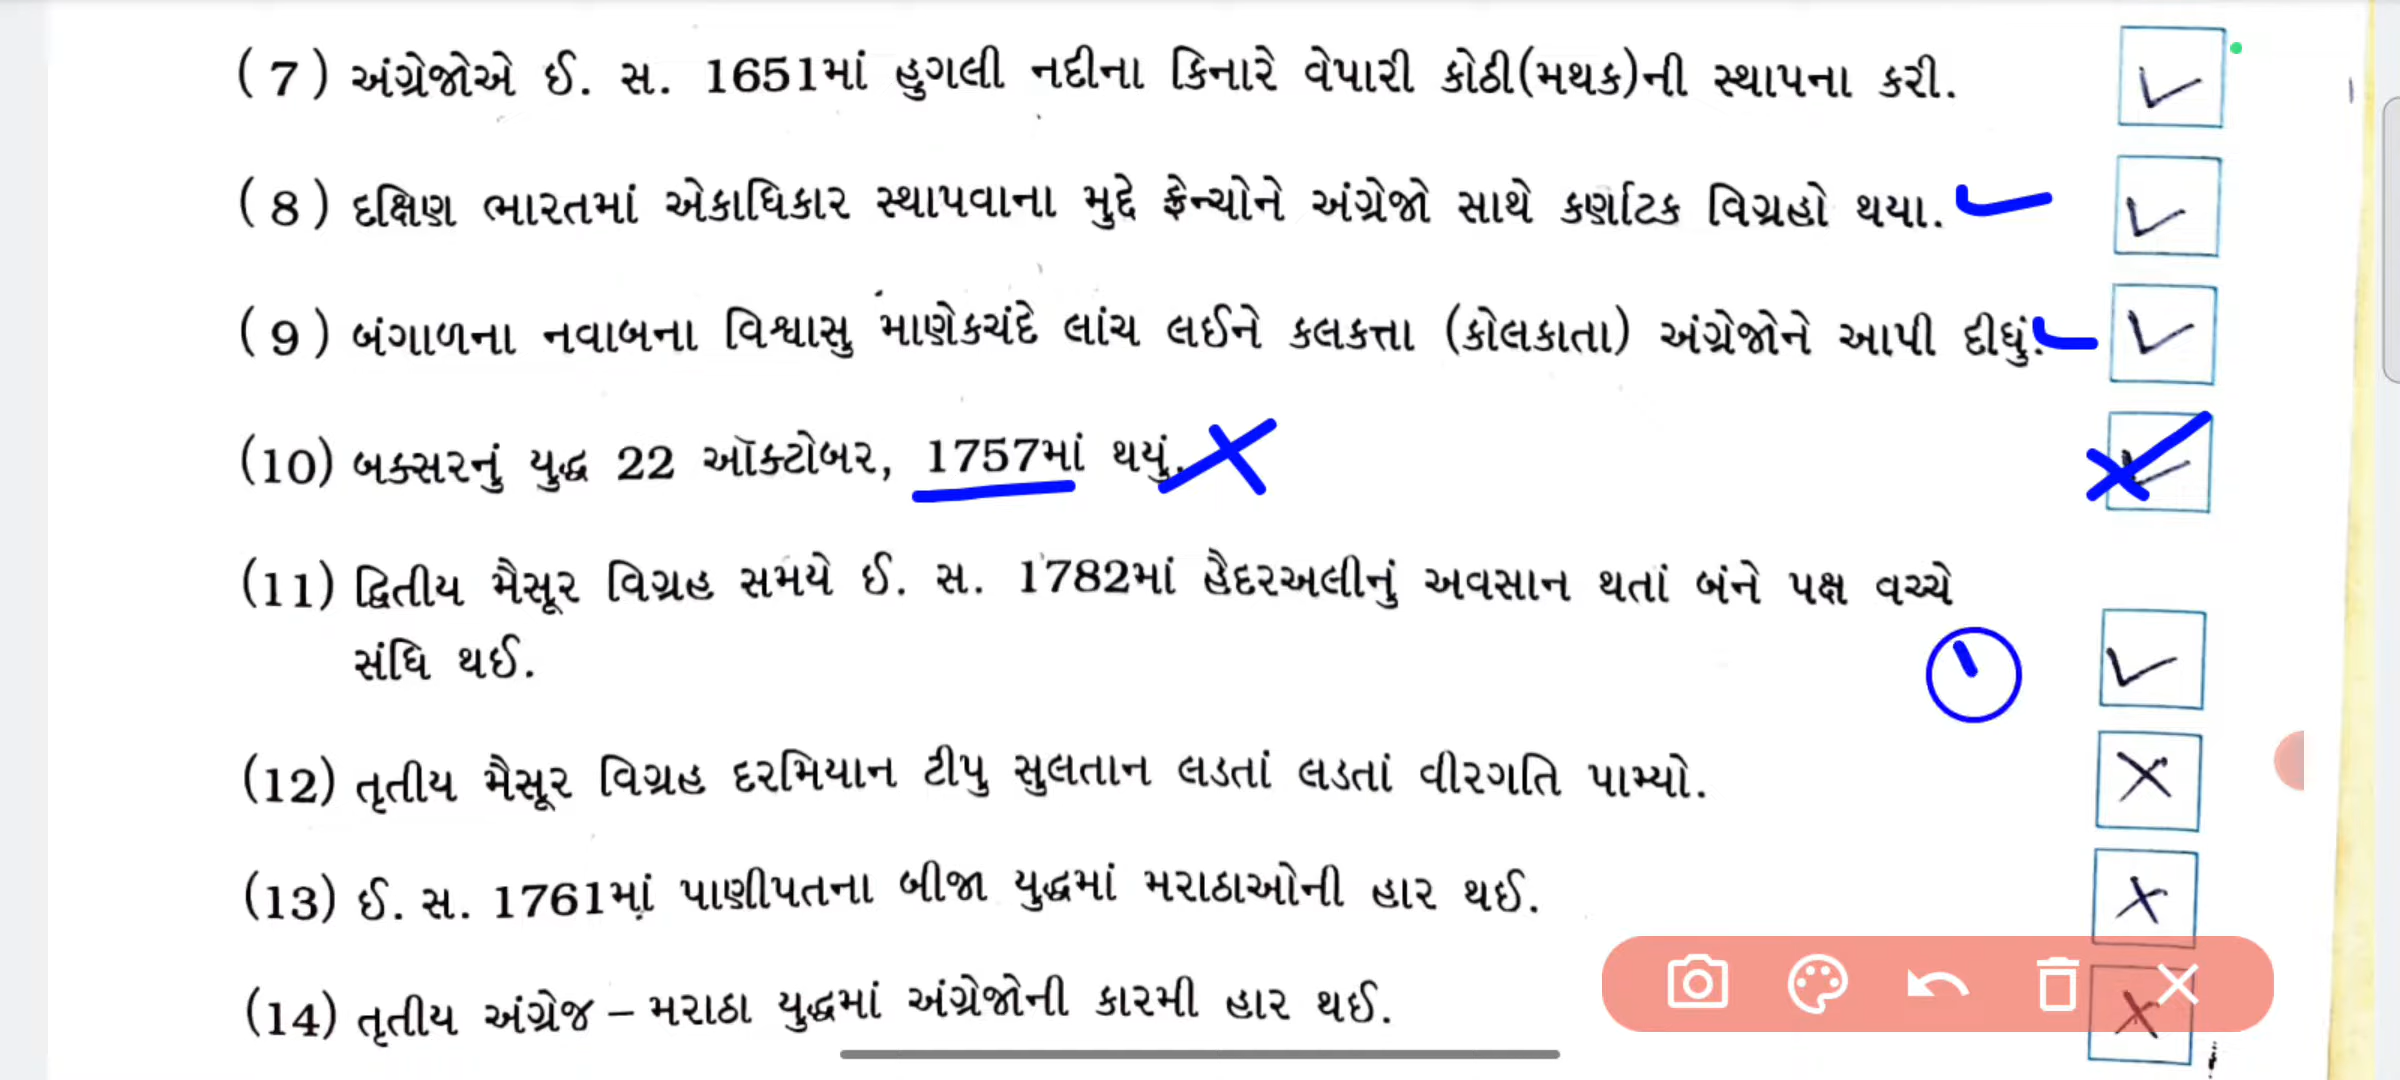 (7) અંગ્રેજોએ ઈ. સ. 1651માં હુગલી નદીના કિનારે વેપારી કોઠી(મથક)ની સ્થાપના કરી.
(8) દક્ષિણ ભારતમાં એકાધિકાર સ્થાપવાના મુદ્દે ફ્રેન્ચોને અંગ્રેજો સાથે કર્ણાટક વિગ્રહો થયા.
(9) બંગાળના નવાબના વિશ્વાસુ માણેકચંદે લાંચ લઈને કલકત્તા (કોલકાતા) અંગ્રેજોને આપી દીધું.
(10) બક્સરનું યુદ્ધ 22 ઑક્ટોબર, 1757માં થયું.
(11) દ્વિતીય મૈસૂર વિગ્રહ સમયે ઈ. સ. 1782માં હૈદરઅલીનું અવસાન થતાં બંને પક્ષ વચ્ચે
સંધિ થઈ.
(12) તૃતીય મૈસૂર વિગ્રહ દરમિયાન ટીપુ સુલતાન લડતાં લડતાં વીરગતિ પામ્યો.
(13) ઈ. સ. 1761માં પાણીપતના બીજા યુદ્ધમાં મરાઠાઓની હાર થઈ.
(14) તૃતીય અંગ્રેજ – મરાઠા યુદ્ધમાં અંગ્રેજોની કારમી હાર થઈ.